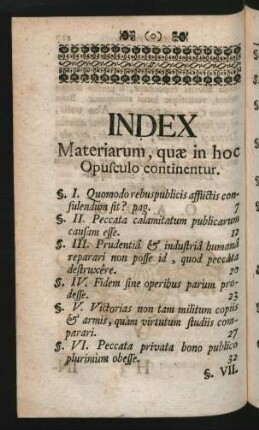 (o)
INDEX
Materiarum, quæ in hoc
Opusculo continentur.
§. I. Quomodo rebuspublicis afflictis con-
sulendum sit? pag. 7
§. II. Peccata calamitatum publicarum
causam esse. 12
§. III. Prudentiâ & industriâ humanâ
reparari non posse id, quod peccata
destruxêre. 20
§. IV. Fidem sine operibus parum pro-
desse. 23
§. V. Victorias non tam militum copiis
& armis, quàm virtutum studiis com-
parari. 27
§. VI. Peccata privata bono publico
plurimùm obesse. 32
§. VII.